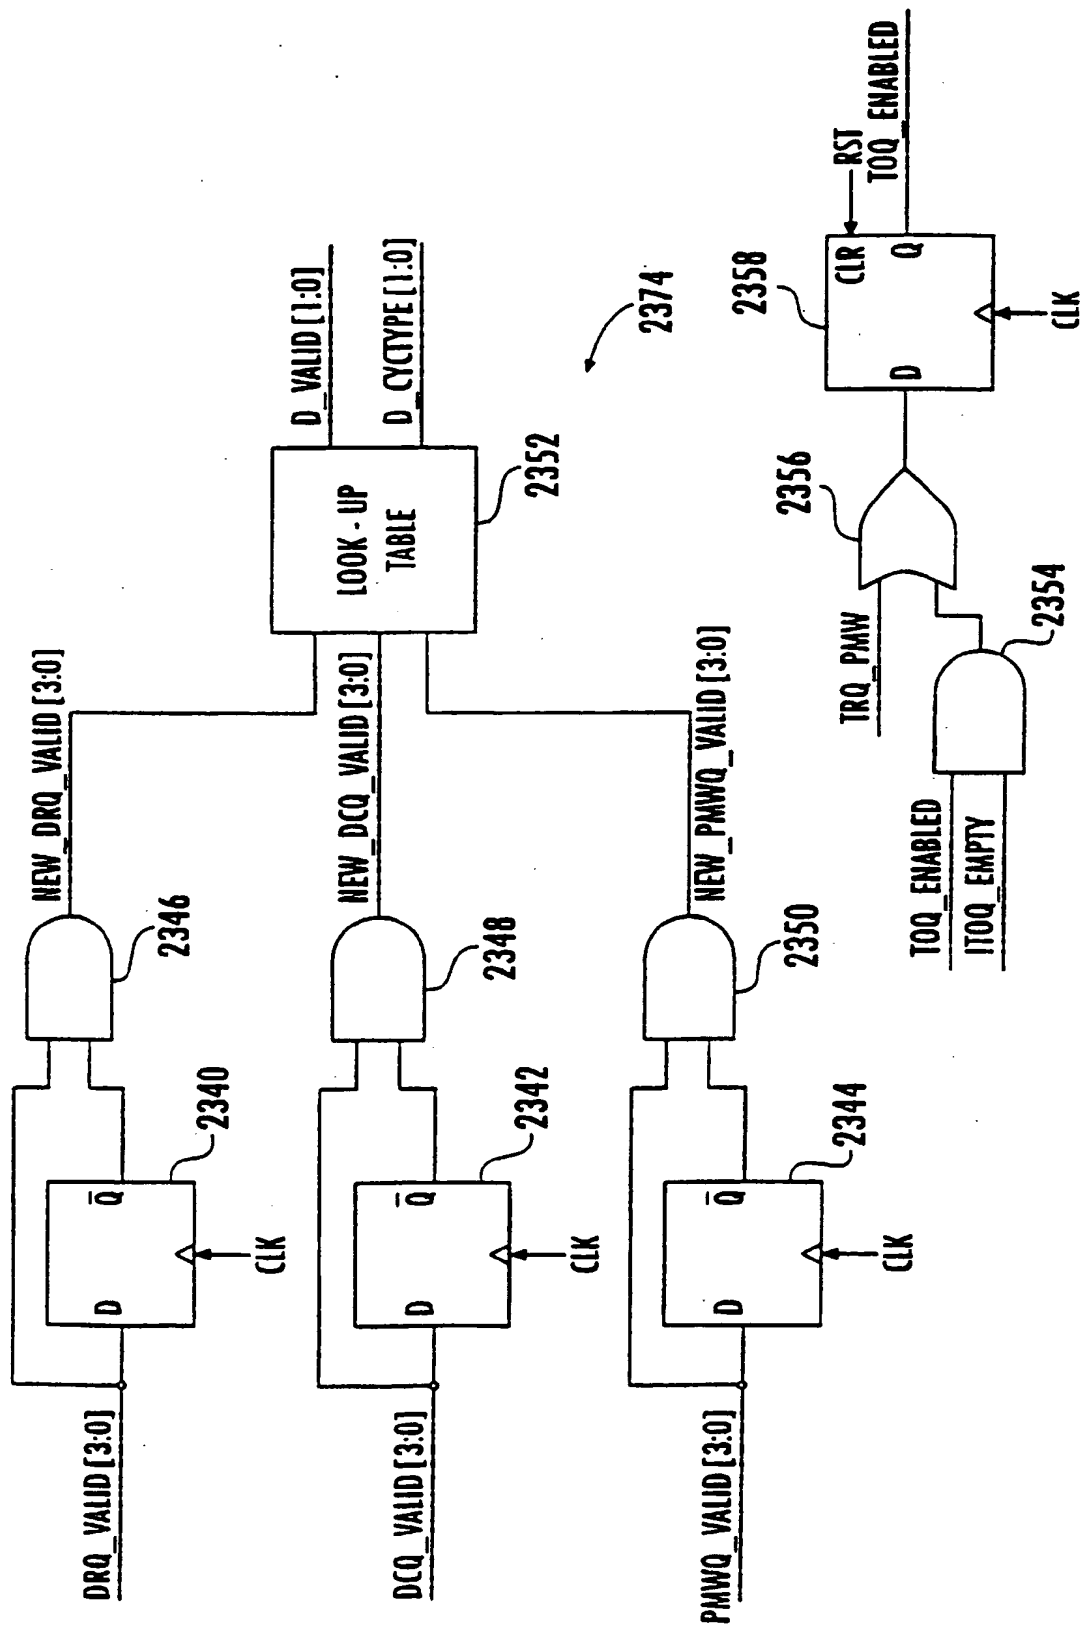 DRQ_VALID [3:0]
D
Q̅
CLK
2340
2346
NEW_DRQ_VALID [3:0]
DCQ_VALID [3:0]
D
Q̅
CLK
2342
2348
NEW_DCQ_VALID [3:0]
PMWQ_VALID [3:0]
D
Q̅
CLK
2344
2350
NEW_PMWQ_VALID [3:0]
LOOK - UP
TABLE
2352
D_VALID [1:0]
D_CYCTYPE [1:0]
2374
TOQ_ENABLED
ITOQ_EMPTY
2354
TRQ_PMW
2356
D
CLR
Q
CLK
2358
RST
TOQ_ENABLED